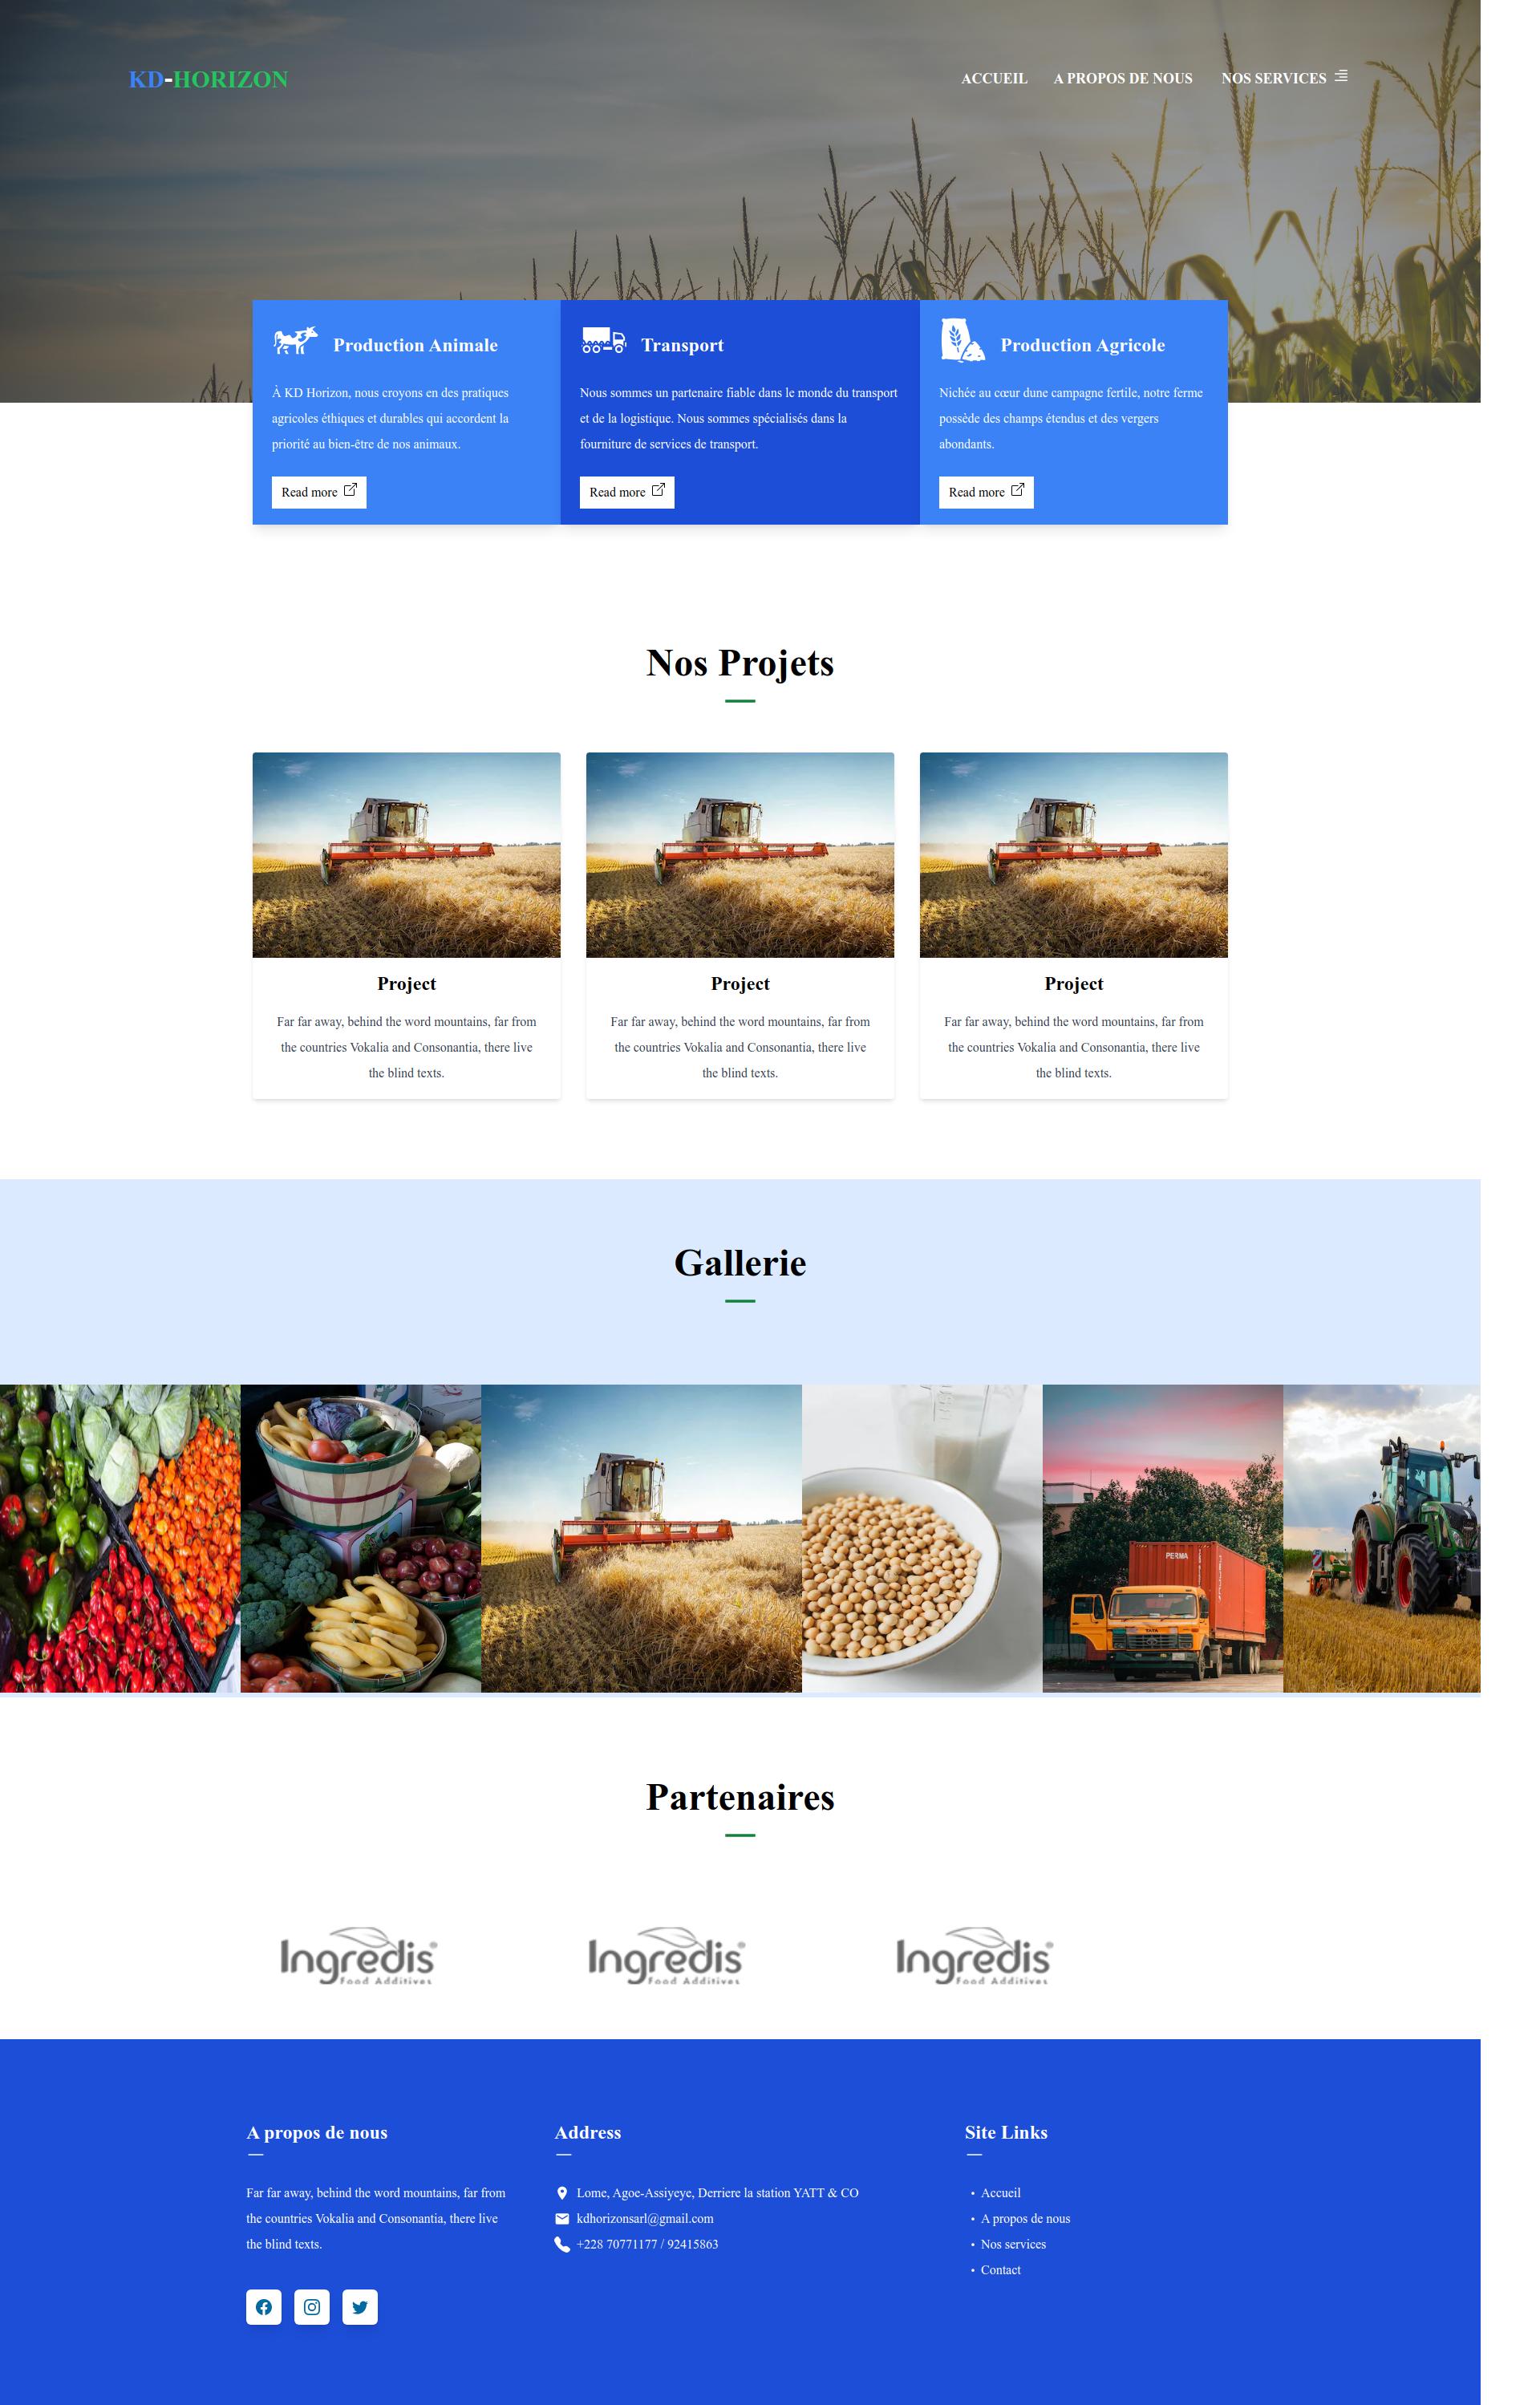 KD-HORIZON
ACCUEIL A PROPOS DE NOUS NOS SERVICES
Production Animale
À KD Horizon, nous croyons en des pratiques
agricoles éthiques et durables qui accordent la
priorité au bien-être de nos animaux.
Read more
Transport
Nous sommes un partenaire fiable dans le monde du transport
et de la logistique. Nous sommes spécialisés dans la
fourniture de services de transport.
Read more
Production Agricole
Nichée au cœur dune campagne fertile, notre ferme
possède des champs étendus et des vergers
abondants.
Read more
Nos Projets
Project
Far far away, behind the word mountains, far from
the countries Vokalia and Consonantia, there live
the blind texts.
Project
Far far away, behind the word mountains, far from
the countries Vokalia and Consonantia, there live
the blind texts.
Project
Far far away, behind the word mountains, far from
the countries Vokalia and Consonantia, there live
the blind texts.
Gallerie
PERMA
TATA
Partenaires
Ingredis®
Food Additives
Ingredis®
Food Additives
Ingredis®
Food Additives
A propos de nous
Far far away, behind the word mountains, far from
the countries Vokalia and Consonantia, there live
the blind texts.
Address
Lome, Agoe-Assiyeye, Derriere la station YATT & CO
kdhorizonsarl@gmail.com
+228 70771177 / 92415863
Site Links
• Accueil
• A propos de nous
• Nos services
• Contact